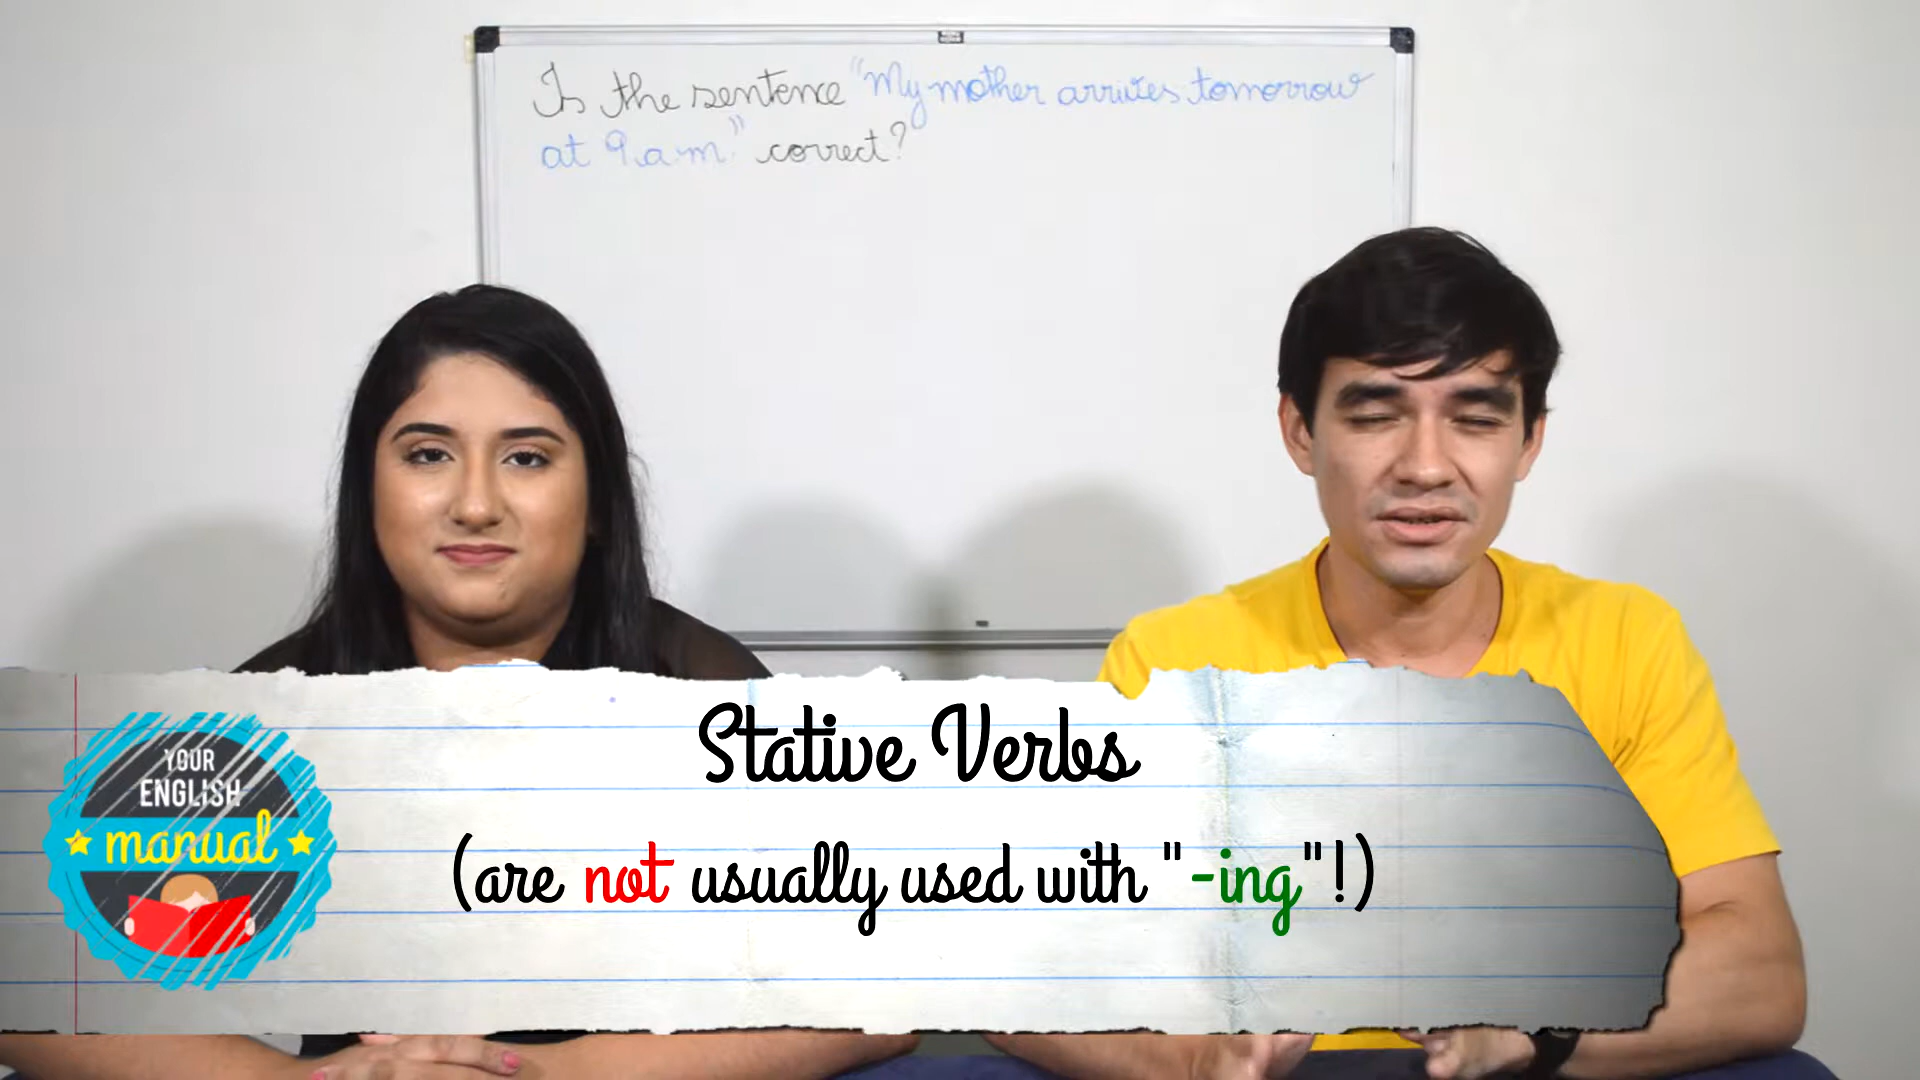 Is the sentence "My mother arrives tomorrow
at 9 a.m." correct?
Stative Verbs
(are not usually used with "-ing"!)
YOUR
ENGLISH
manual